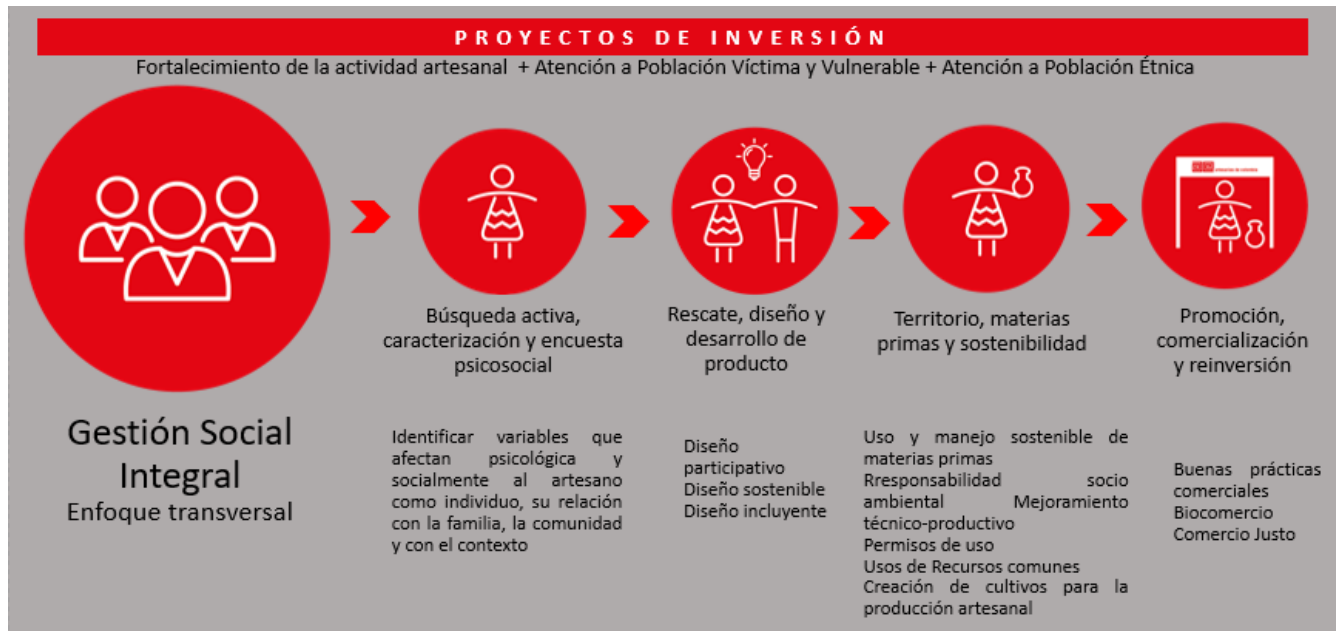 PROYECTOS DE INVERSIÓN
Fortalecimiento de la actividad artesanal + Atención a Población Víctima y Vulnerable + Atención a Población Étnica
Gestión Social
Integral
Enfoque transversal
Búsqueda activa,
caracterización y encuesta
psicosocial
Identificar variables que
afectan psicológica y
socialmente al artesano
como individuo, su relación
con la familia, la comunidad
y con el contexto
Rescate, diseño y
desarrollo de
producto
Diseño
participativo
Diseño sostenible
Diseño incluyente
Territorio, materias
primas y sostenibilidad
Uso y manejo sostenible de
materias primas
Rresponsabilidad socio
ambiental Mejoramiento
técnico-productivo
Permisos de uso
Usos de Recursos comunes
Creación de cultivos para la
producción artesanal
Promoción,
comercialización
y reinversión
Buenas prácticas
comerciales
Biocomercio
Comercio Justo